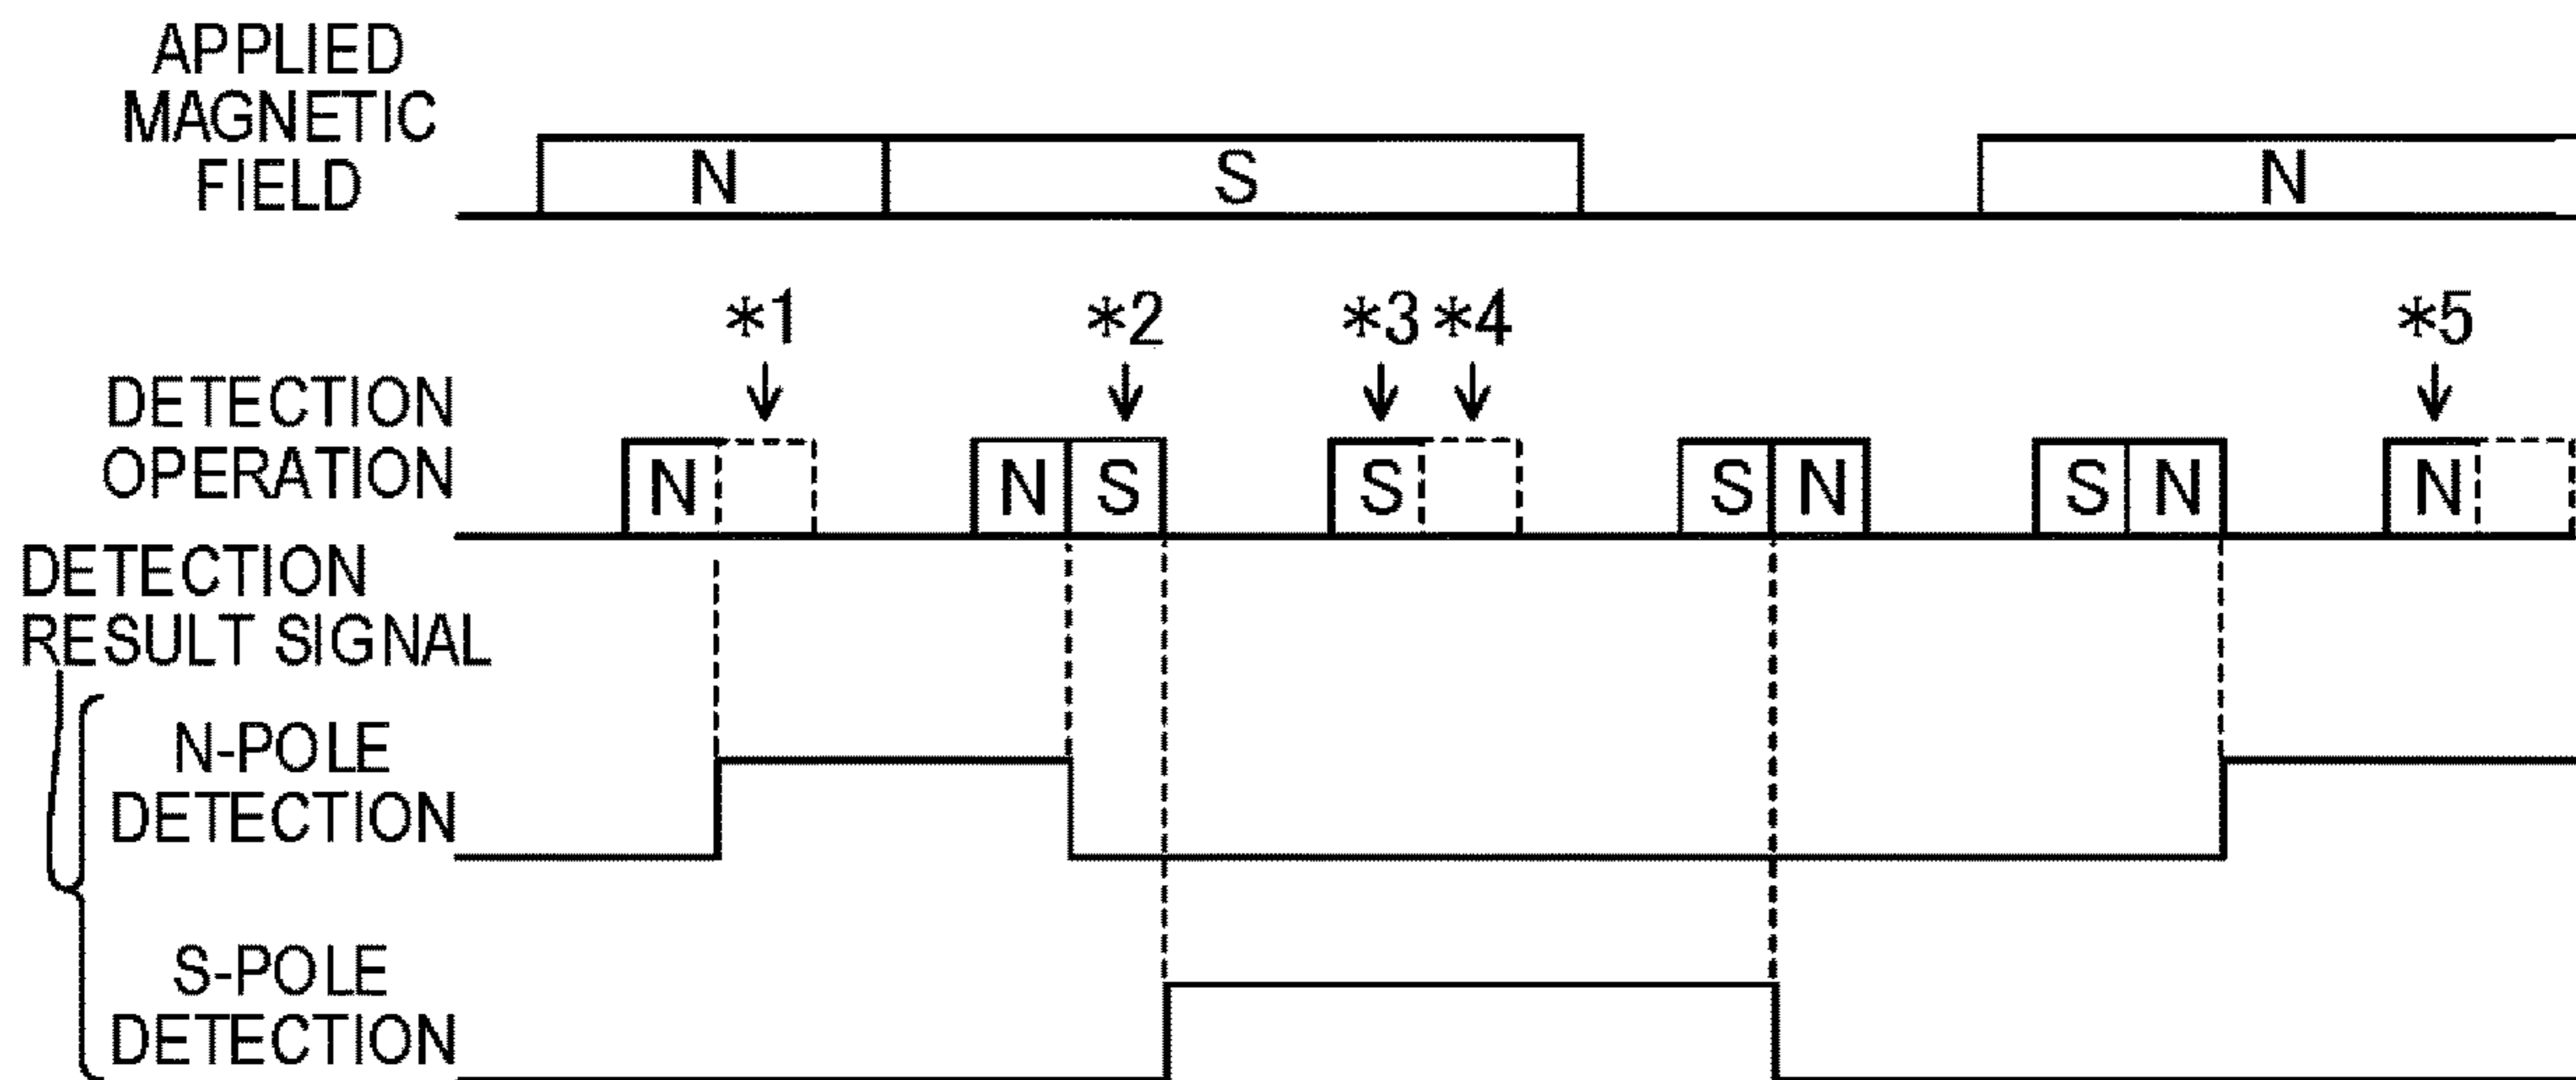 APPLIED
MAGNETIC
FIELD
N S N
*1 *2 *3 *4 *5
DETECTION
OPERATION
N N S S S N S N N
DETECTION
RESULT SIGNAL
N-POLE
DETECTION
S-POLE
DETECTION